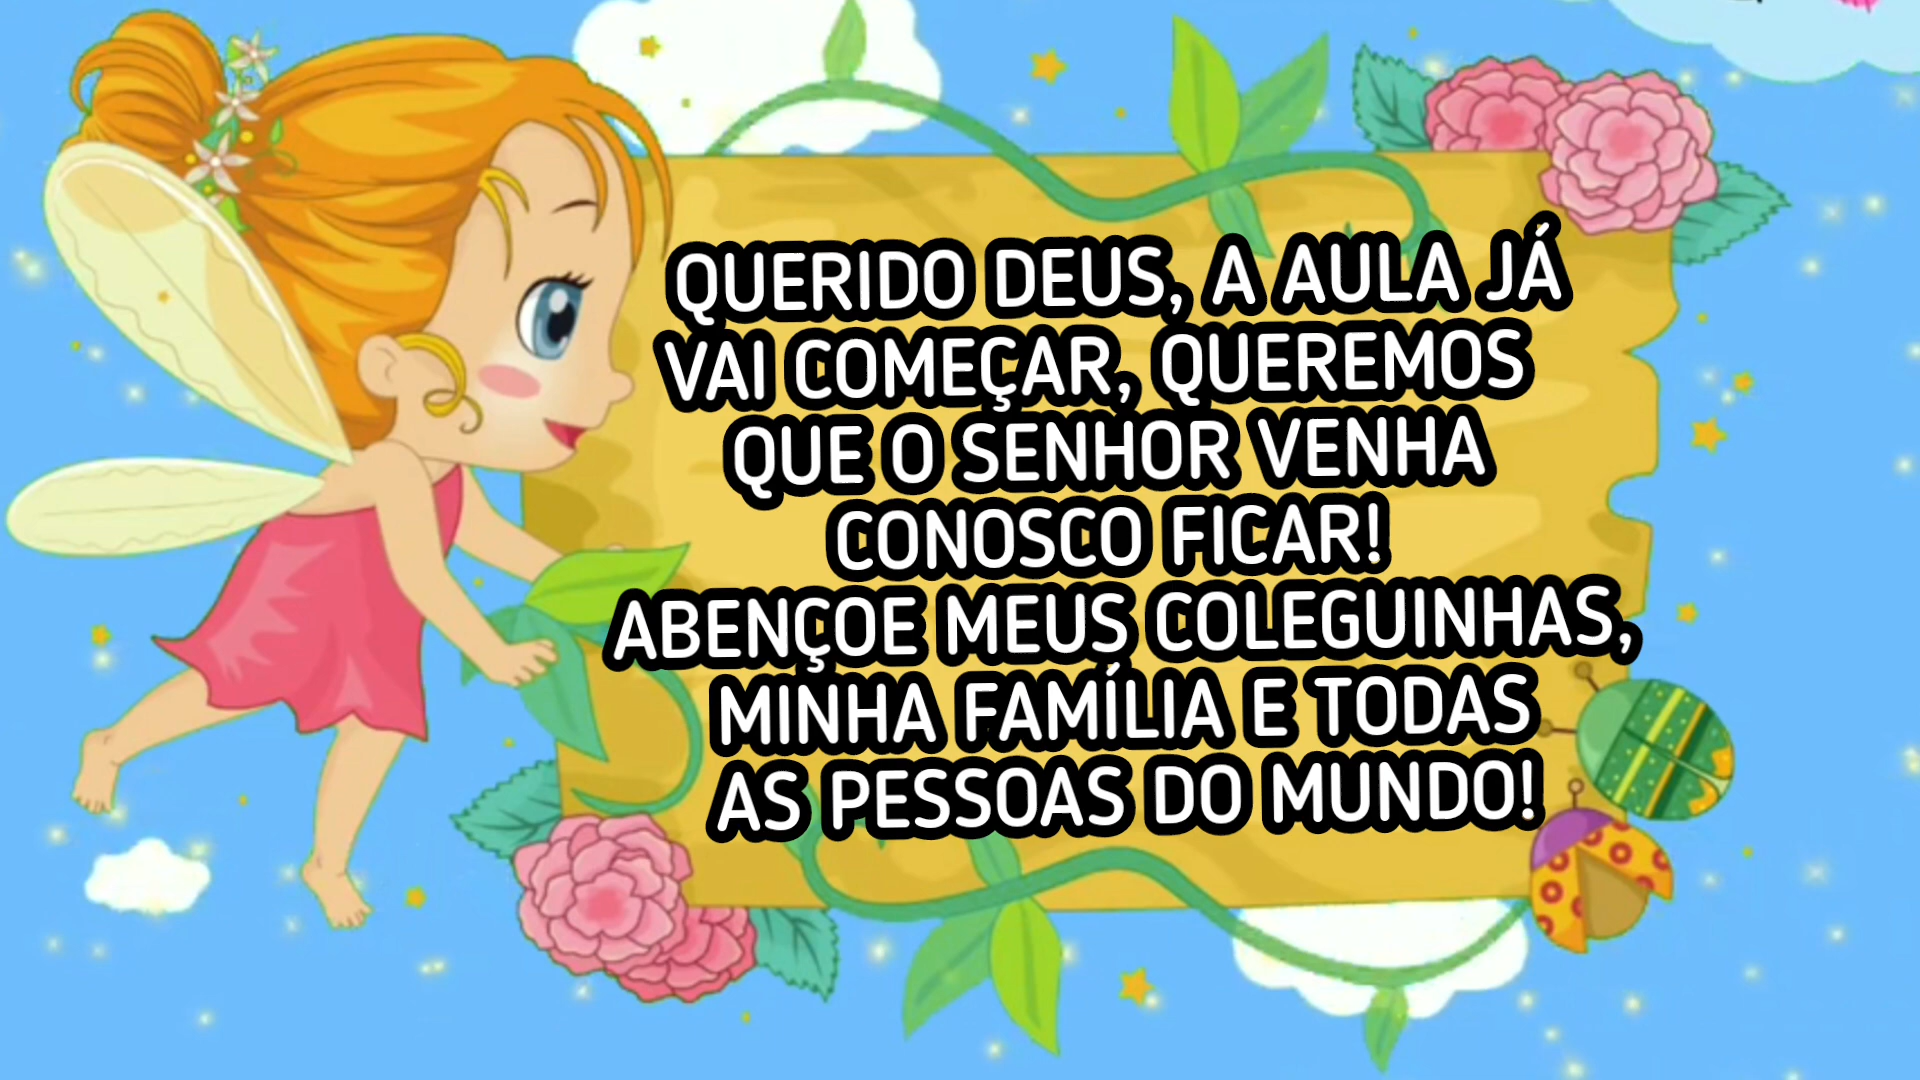 QUERIDO DEUS, A AULA JÁ
VAI COMEÇAR, QUEREMOS
QUE O SENHOR VENHA
CONOSCO FICAR!
ABENÇOE MEUS COLEGUINHAS,
MINHA FAMÍLIA E TODAS
AS PESSOAS DO MUNDO!